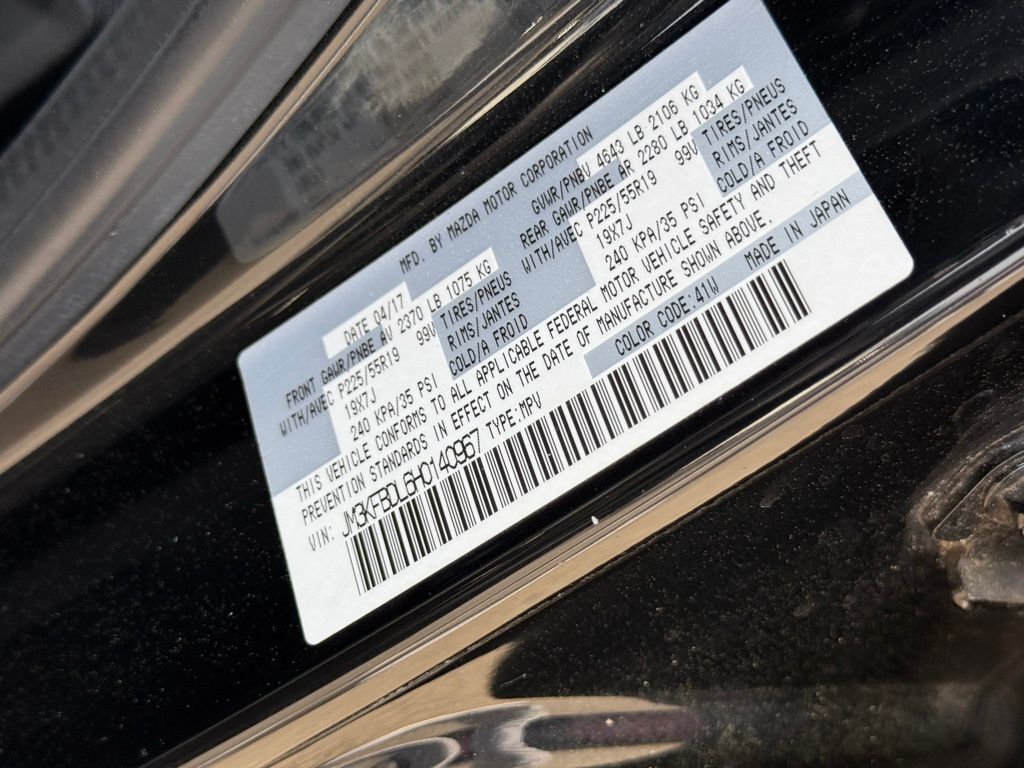 MFD. BY MAZDA MOTOR CORPORATION
DATE 04/17 GVWR/PNBV 4643 LB 2106 KG
FRONT GAWR/PNBE AV 2370 LB 1075 KG REAR GAWR/PNBE AR 2280 LB 1034 KG
WITH/AVEC P225/55R19 99V TIRES/PNEUS WITH/AVEC P225/55R19 99V TIRES/PNEUS
19X7J RIMS/JANTES 19X7J RIMS/JANTES
240 KPA/35 PSI COLD/A FROID 240 KPA/35 PSI COLD/A FROID
THIS VEHICLE CONFORMS TO ALL APPLICABLE FEDERAL MOTOR VEHICLE SAFETY AND THEFT
PREVENTION STANDARDS IN EFFECT ON THE DATE OF MANUFACTURE SHOWN ABOVE.
VIN: JM3KFBDL6H0140967 TYPE:MPV COLOR CODE:41W MADE IN JAPAN